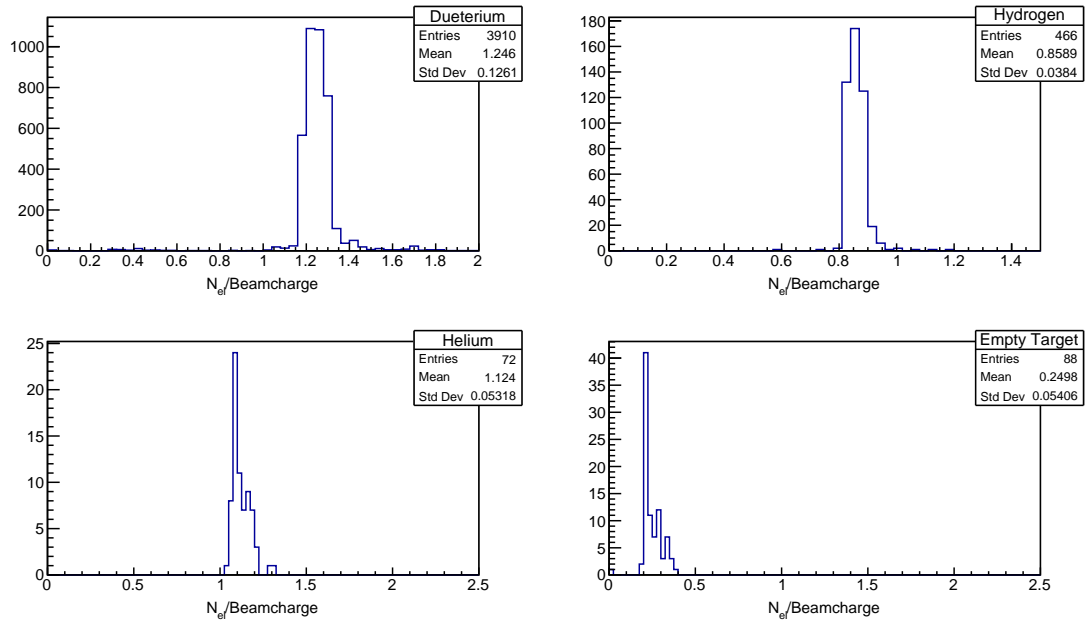 Dueterium
Entries 3910
Mean 1.246
Std Dev 0.1261
1000
800
600
400
200
0
0 0.2 0.4 0.6 0.8 1 1.2 1.4 1.6 1.8 2
N_el/Beamcharge
Hydrogen
Entries 466
Mean 0.8589
Std Dev 0.0384
180
160
140
120
100
80
60
40
20
0
0 0.2 0.4 0.6 0.8 1 1.2 1.4
N_el/Beamcharge
Helium
Entries 72
Mean 1.124
Std Dev 0.05318
25
20
15
10
5
0
0 0.5 1 1.5 2 2.5
N_el/Beamcharge
Empty Target
Entries 88
Mean 0.2498
Std Dev 0.05406
40
35
30
25
20
15
10
5
0
0 0.5 1 1.5 2 2.5
N_el/Beamcharge